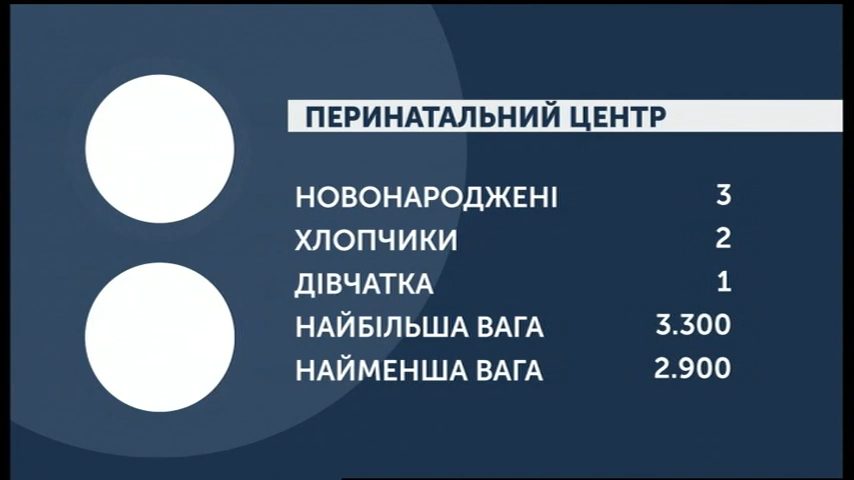 ПЕРИНАТАЛЬНИЙ ЦЕНТР
НОВОНАРОДЖЕНІ 3
ХЛОПЧИКИ 2
ДІВЧАТКА 1
НАЙБІЛЬША ВАГА 3.300
НАЙМЕНША ВАГА 2.900